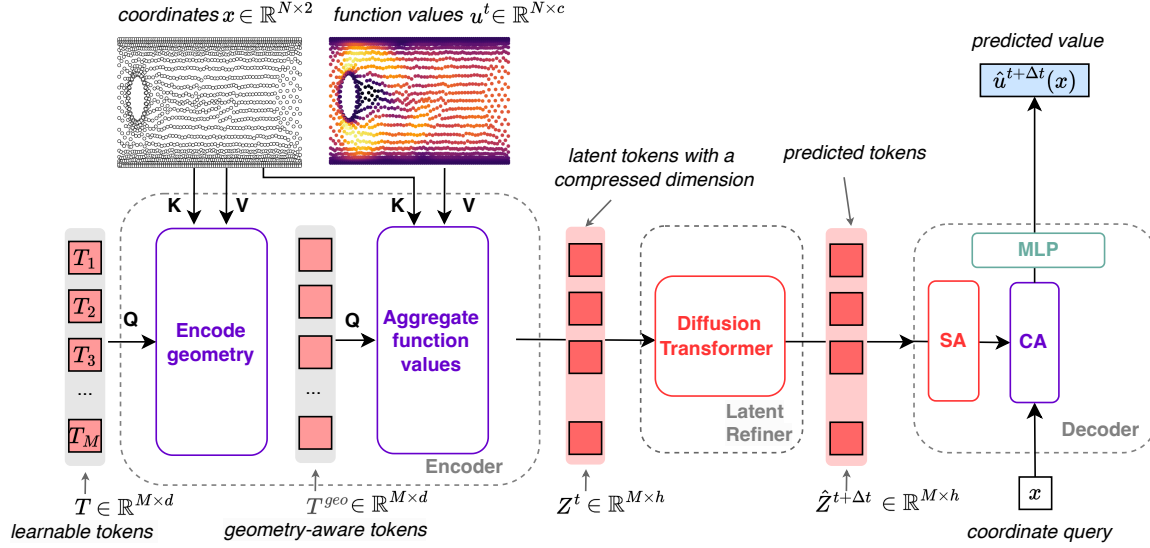 coordinates x ∈ ℝ^{N×2}
function values u^t ∈ ℝ^{N×c}
predicted value
û^{t+Δt}(x)
latent tokens with a
compressed dimension
predicted tokens
K V
K V
T_1
T_2
T_3
...
T_M
Q
Encode
geometry
...
Q
Aggregate
function
values
Encoder
...
Diffusion
Transformer
Latent
Refiner
...
MLP
SA
CA
Decoder
T ∈ ℝ^{M×d}
learnable tokens
T^{geo} ∈ ℝ^{M×d}
geometry-aware tokens
Z^t ∈ ℝ^{M×h}
Ẑ^{t+Δt} ∈ ℝ^{M×h}
x
coordinate query